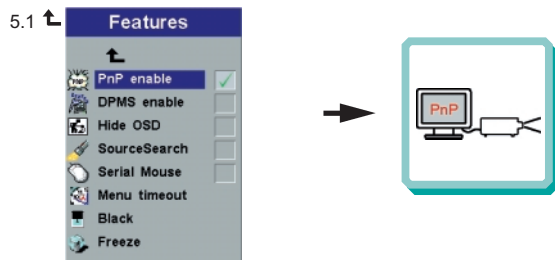 5.1
Features
PnP enable
DPMS enable
Hide OSD
SourceSearch
Serial Mouse
Menu timeout
Black
Freeze
PnP